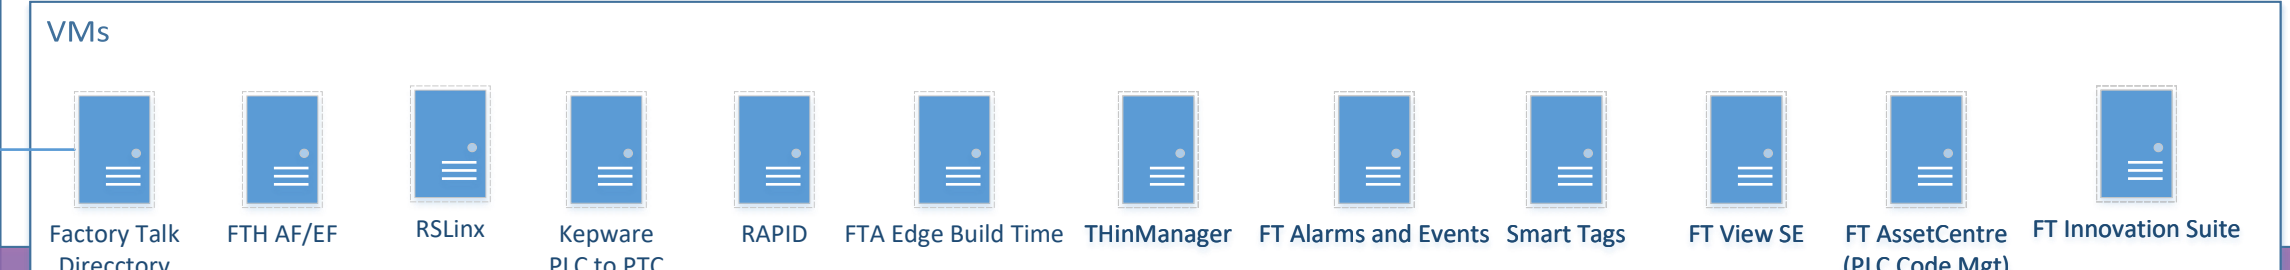 VMs
Factory Talk
Direcctory
FTH AF/EF
RSLinx
Kepware
PLC to PTC
RAPID
FTA Edge Build Time
THinManager
FT Alarms and Events
Smart Tags
FT View SE
FT AssetCentre
(PLC Code Mgt)
FT Innovation Suite